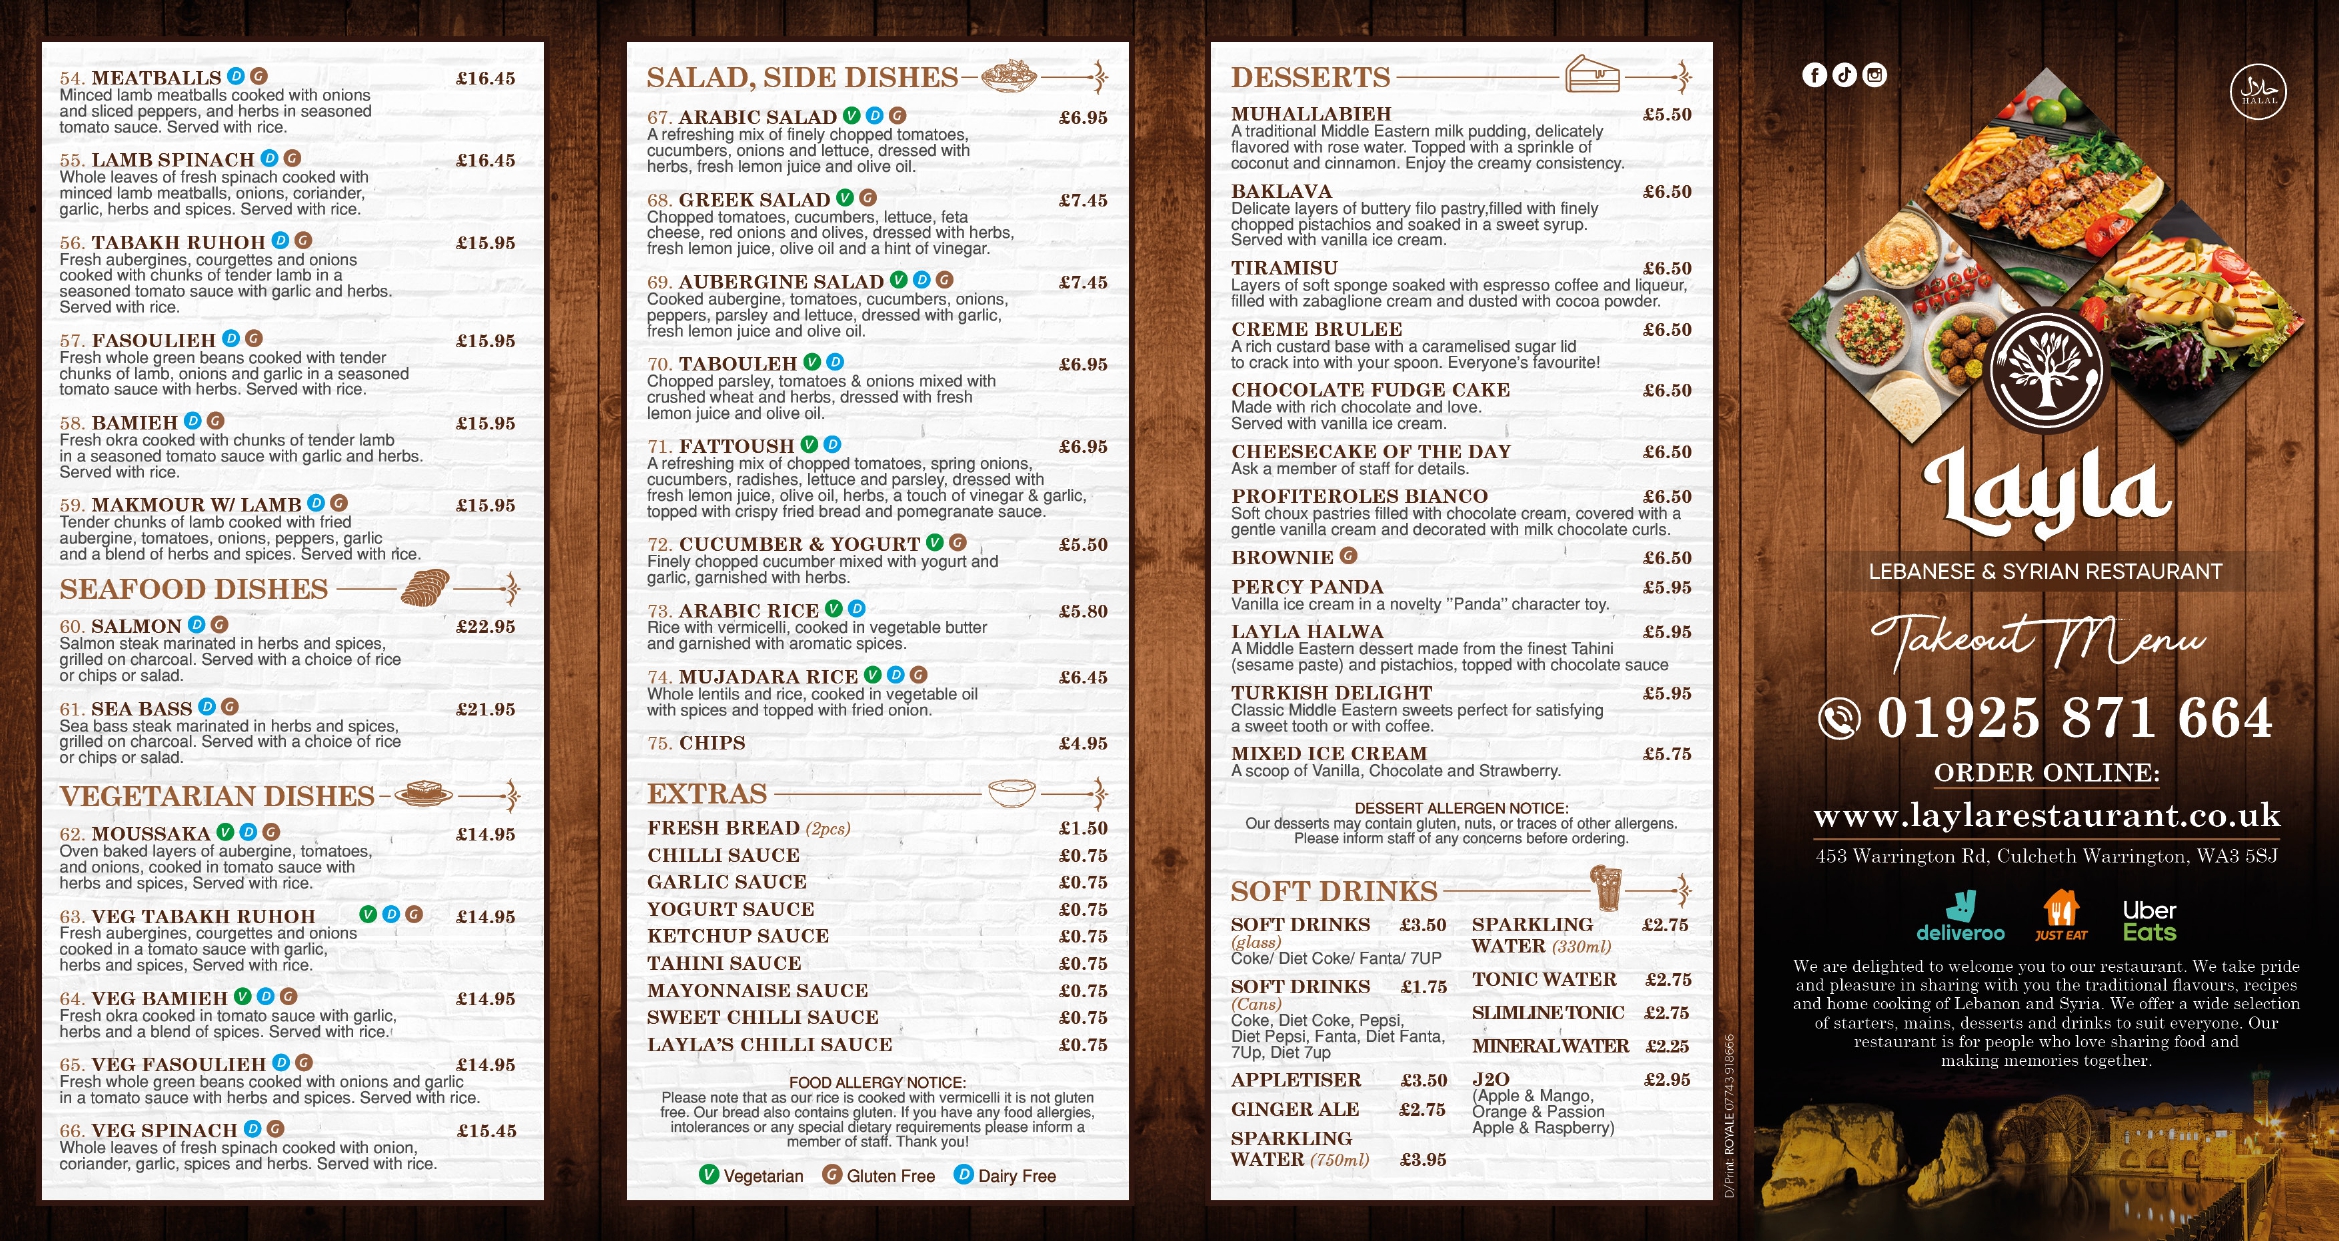 54. MEATBALLS D G £16.45
Minced lamb meatballs cooked with onions
and sliced peppers, and herbs in seasoned
tomato sauce. Served with rice.
55. LAMB SPINACH D G £16.45
Whole leaves of fresh spinach cooked with
minced lamb meatballs, onions, coriander,
garlic, herbs and spices. Served with rice.
56. TABAKH RUHOH D G £15.95
Fresh aubergines, courgettes and onions
cooked with chunks of tender lamb in a
seasoned tomato sauce with garlic and herbs.
Served with rice.
57. FASOULIEH D G £15.95
Fresh whole green beans cooked with tender
chunks of lamb, onions and garlic in a seasoned
tomato sauce with herbs. Served with rice.
58. BAMIEH D G £15.95
Fresh okra cooked with chunks of tender lamb
in a seasoned tomato sauce with garlic and herbs.
Served with rice.
59. MAKMOUR W/ LAMB D G £15.95
Tender chunks of lamb cooked with fried
aubergine, tomatoes, onions, peppers, garlic
and a blend of herbs and spices. Served with rice.
SEAFOOD DISHES
60. SALMON D G £22.95
Salmon steak marinated in herbs and spices,
grilled on charcoal. Served with a choice of rice
or chips or salad.
61. SEA BASS D G £21.95
Sea bass steak marinated in herbs and spices,
grilled on charcoal. Served with a choice of rice
or chips or salad.
VEGETARIAN DISHES
62. MOUSSAKA V D G £14.95
Oven baked layers of aubergine, tomatoes,
and onions, cooked in tomato sauce with
herbs and spices, Served with rice.
63. VEG TABAKH RUHOH V D G £14.95
Fresh aubergines, courgettes and onions
cooked in a tomato sauce with garlic,
herbs and spices, Served with rice.
64. VEG BAMIEH V D G £14.95
Fresh okra cooked in tomato sauce with garlic,
herbs and a blend of spices. Served with rice.
65. VEG FASOULIEH D G £14.95
Fresh whole green beans cooked with onions and garlic
in a tomato sauce with herbs and spices. Served with rice.
66. VEG SPINACH D G £15.45
Whole leaves of fresh spinach cooked with onion,
coriander, garlic, spices and herbs. Served with rice.
SALAD, SIDE DISHES
67. ARABIC SALAD V D G £6.95
A refreshing mix of finely chopped tomatoes,
cucumbers, onions and lettuce, dressed with
herbs, fresh lemon juice and olive oil.
68. GREEK SALAD V G £7.45
Chopped tomatoes, cucumbers, lettuce, feta
cheese, red onions and olives, dressed with herbs,
fresh lemon juice, olive oil and a hint of vinegar.
69. AUBERGINE SALAD V D G £7.45
Cooked aubergine, tomatoes, cucumbers, onions,
peppers, parsley and lettuce, dressed with garlic,
fresh lemon juice and olive oil.
70. TABOULEH V D £6.95
Chopped parsley, tomatoes & onions mixed with
crushed wheat and herbs, dressed with fresh
lemon juice and olive oil.
71. FATTOUSH V D £6.95
A refreshing mix of chopped tomatoes, spring onions,
cucumbers, radishes, lettuce and parsley, dressed with
fresh lemon juice, olive oil, herbs, a touch of vinegar & garlic,
topped with crispy fried bread and pomegranate sauce.
72. CUCUMBER & YOGURT V G £5.50
Finely chopped cucumber mixed with yogurt and
garlic, garnished with herbs.
73. ARABIC RICE V D £5.80
Rice with vermicelli, cooked in vegetable butter
and garnished with aromatic spices.
74. MUJADARA RICE V D G £6.45
Whole lentils and rice, cooked in vegetable oil
with spices and topped with fried onion.
75. CHIPS £4.95
EXTRAS
FRESH BREAD (2pcs) £1.50
CHILLI SAUCE £0.75
GARLIC SAUCE £0.75
YOGURT SAUCE £0.75
KETCHUP SAUCE £0.75
TAHINI SAUCE £0.75
MAYONNAISE SAUCE £0.75
SWEET CHILLI SAUCE £0.75
LAYLA'S CHILLI SAUCE £0.75
FOOD ALLERGY NOTICE:
Please note that as our rice is cooked with vermicelli it is not gluten
free. Our bread also contains gluten. If you have any food allergies,
intolerances or any special dietary requirements please inform a
member of staff. Thank you!
V Vegetarian G Gluten Free D Dairy Free
DESSERTS
MUHALLABIEH £5.50
A traditional Middle Eastern milk pudding, delicately
flavored with rose water. Topped with a sprinkle of
coconut and cinnamon. Enjoy the creamy consistency.
BAKLAVA £6.50
Delicate layers of buttery filo pastry,filled with finely
chopped pistachios and soaked in a sweet syrup.
Served with vanilla ice cream.
TIRAMISU £6.50
Layers of soft sponge soaked with espresso coffee and liqueur,
filled with zabaglione cream and dusted with cocoa powder.
CREME BRULEE £6.50
A rich custard base with a caramelised sugar lid
to crack into with your spoon. Everyone's favourite!
CHOCOLATE FUDGE CAKE £6.50
Made with rich chocolate and love.
Served with vanilla ice cream.
CHEESECAKE OF THE DAY £6.50
Ask a member of staff for details.
PROFITEROLES BIANCO £6.50
Soft choux pastries filled with chocolate cream, covered with a
gentle vanilla cream and decorated with milk chocolate curls.
BROWNIE G £6.50
PERCY PANDA £5.95
Vanilla ice cream in a novelty "Panda" character toy.
LAYLA HALWA £5.95
A Middle Eastern dessert made from the finest Tahini
(sesame paste) and pistachios, topped with chocolate sauce
TURKISH DELIGHT £5.95
Classic Middle Eastern sweets perfect for satisfying
a sweet tooth or with coffee.
MIXED ICE CREAM £5.75
A scoop of Vanilla, Chocolate and Strawberry.
DESSERT ALLERGEN NOTICE:
Our desserts may contain gluten, nuts, or traces of other allergens.
Please inform staff of any concerns before ordering.
SOFT DRINKS
SOFT DRINKS £3.50
(glass)
Coke/ Diet Coke/ Fanta/ 7UP
SOFT DRINKS £1.75
(Cans)
Coke, Diet Coke, Pepsi,
Diet Pepsi, Fanta, Diet Fanta,
7Up, Diet 7up
APPLETISER £3.50
GINGER ALE £2.75
SPARKLING
WATER (750ml) £3.95
SPARKLING £2.75
WATER (330ml)
TONIC WATER £2.75
SLIMLINE TONIC £2.75
MINERAL WATER £2.25
J2O £2.95
(Apple & Mango,
Orange & Passion
Apple & Raspberry)
D/Print: ROYALE 07743 918666
حلال
HALAL
Layla
LEBANESE & SYRIAN RESTAURANT
Takeout Menu
01925 871 664
ORDER ONLINE:
www.laylarestaurant.co.uk
453 Warrington Rd, Culcheth Warrington, WA3 5SJ
deliveroo
JUST EAT
Uber
Eats
We are delighted to welcome you to our restaurant. We take pride
and pleasure in sharing with you the traditional flavours, recipes
and home cooking of Lebanon and Syria. We offer a wide selection
of starters, mains, desserts and drinks to suit everyone. Our
restaurant is for people who love sharing food and
making memories together.